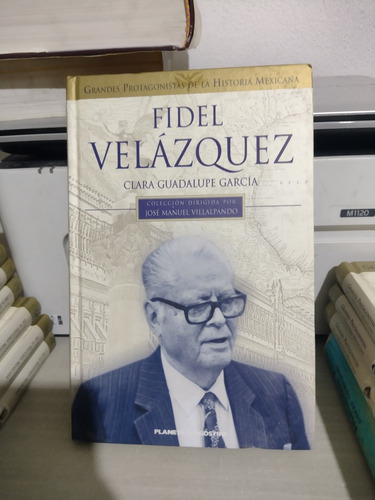 GRANDES PROTAGONISTAS DE LA HISTORIA MEXICANA
FIDEL
VELÁZQUEZ
CLARA GUADALUPE GARCÍA
COLECCIÓN DIRIGIDA POR
JOSÉ MANUEL VILLALPANDO
M1120